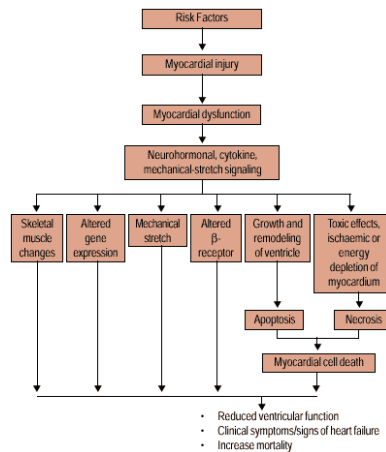 Risk Factors
Myocardial injury
Myocardial dysfunction
Neurohormonal, cytokine,
mechanical-stretch signaling
Skeletal
muscle
changes
Altered
gene
expression
Mechanical
stretch
Altered
β-
receptor
Growth and
remodeling
of ventricle
Toxic effects,
ischaemic or
energy
depletion of
myocardium
Apoptosis
Necrosis
Myocardial cell death
• Reduced ventricular function
• Clinical symptoms/signs of heart failure
• Increase mortality